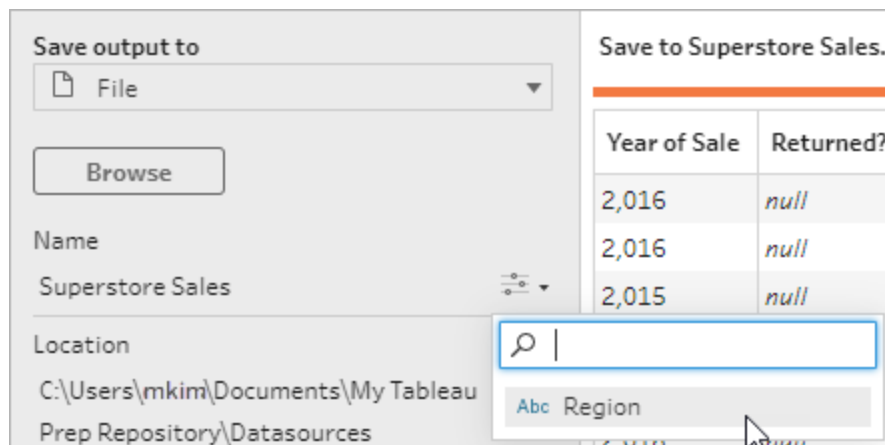 Save output to
File
Browse
Name
Superstore Sales
Location
C:\Users\mkim\Documents\My Tableau
Prep Repository\Datasources
Save to Superstore Sales.
Year of Sale Returned?
2,016 null
2,016 null
2,015 null
Abc Region